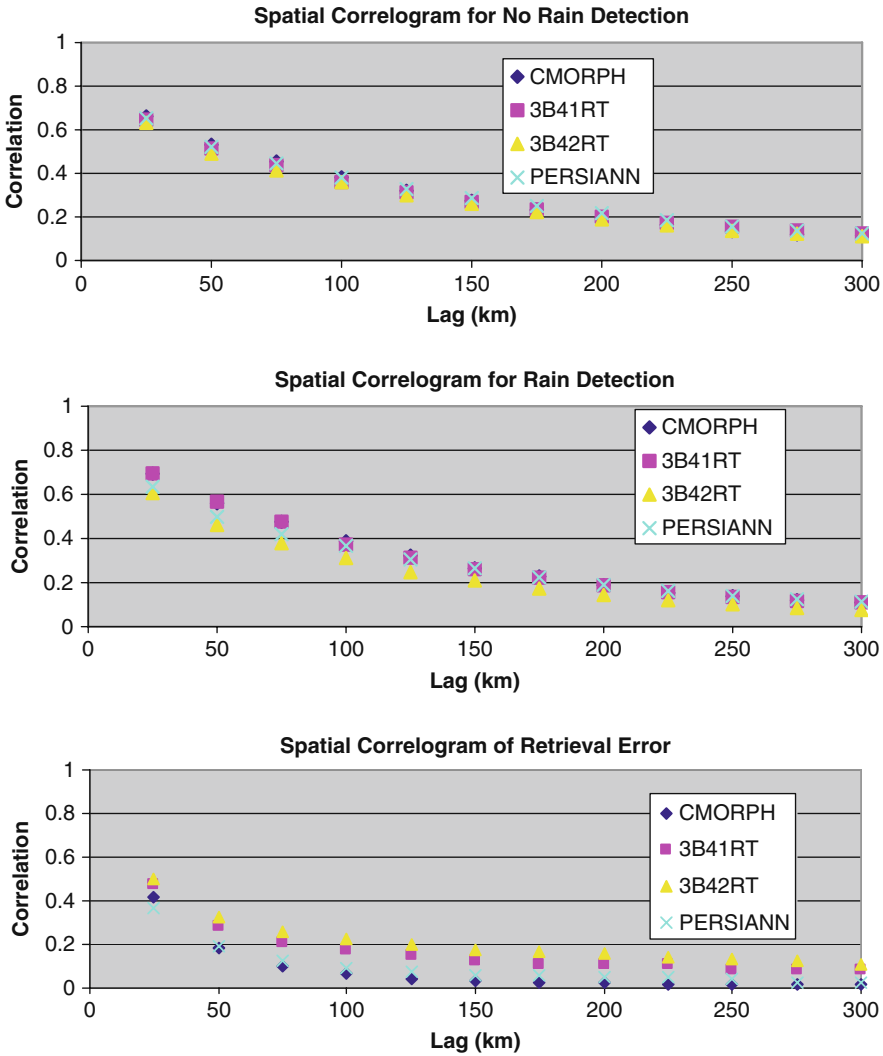 Spatial Correlogram for No Rain Detection
1
0.8
0.6
0.4
0.2
0
Correlation
CMORPH
3B41RT
3B42RT
PERSIANN
0 50 100 150 200 250 300
Lag (km)
Spatial Correlogram for Rain Detection
1
0.8
0.6
0.4
0.2
0
Correlation
CMORPH
3B41RT
3B42RT
PERSIANN
0 50 100 150 200 250 300
Lag (km)
Spatial Correlogram of Retrieval Error
1
0.8
0.6
0.4
0.2
0
Correlation
CMORPH
3B41RT
3B42RT
PERSIANN
0 50 100 150 200 250 300
Lag (km)